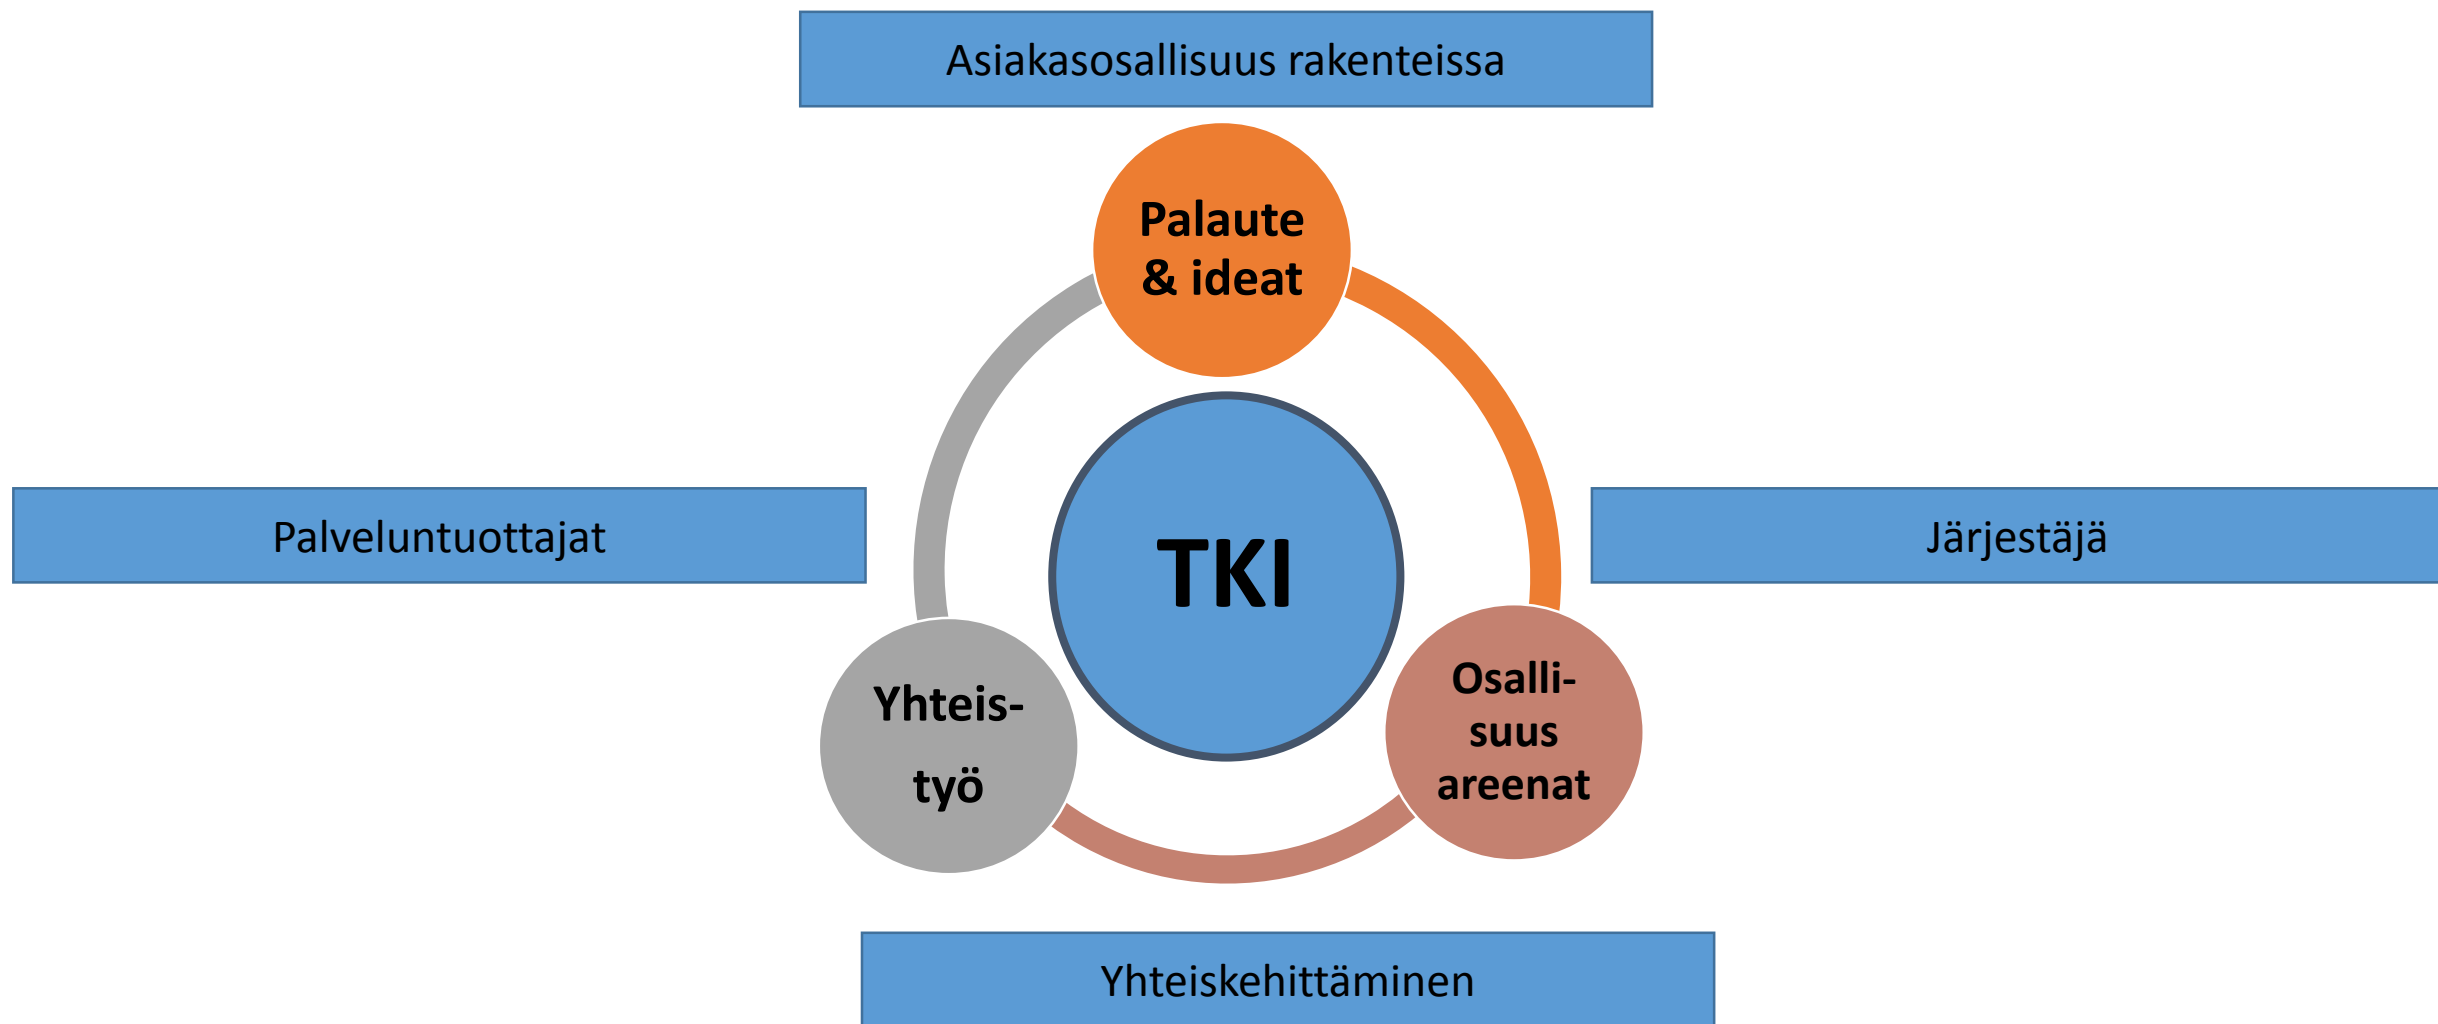 Asiakasosallisuus rakenteissa
Palaute
& ideat
Palveluntuottajat
TKI
Järjestäjä
Yhteis-
työ
Osalli-
suus
areenat
Yhteiskehittäminen